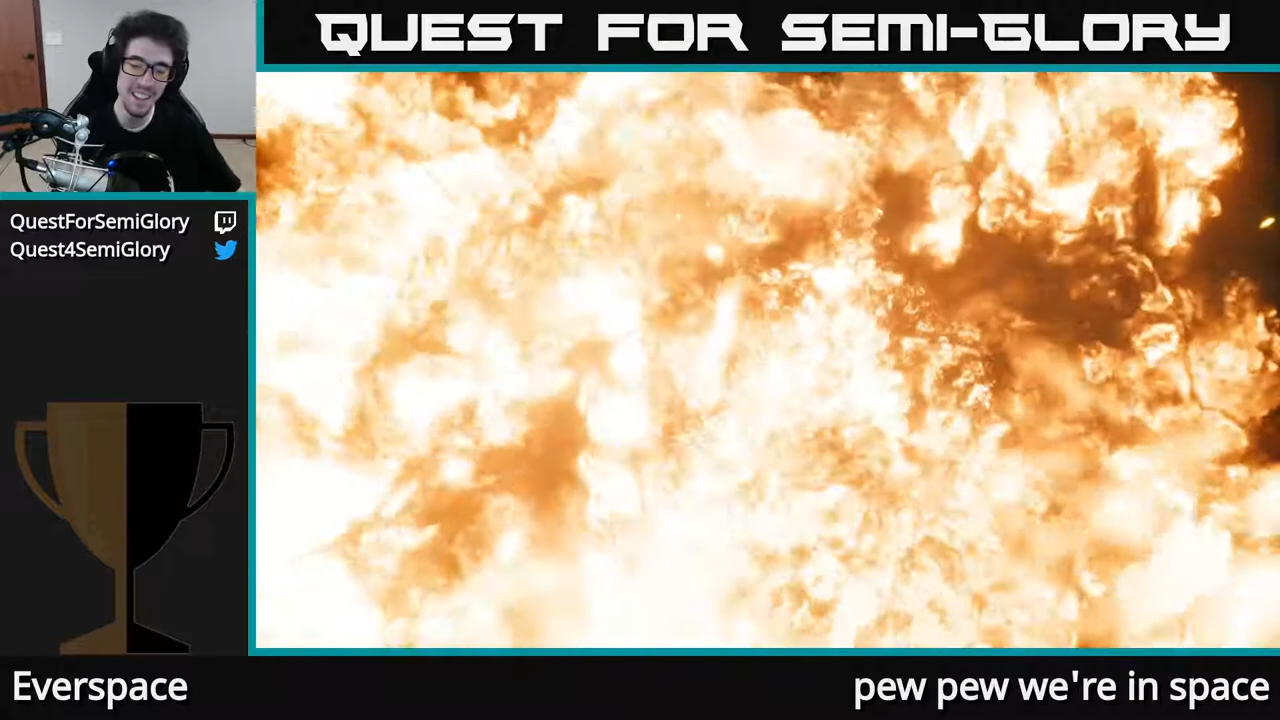 QUEST FOR SEMI-GLORY
QuestForSemiGlory
Quest4SemiGlory
Everspace
pew pew we're in space